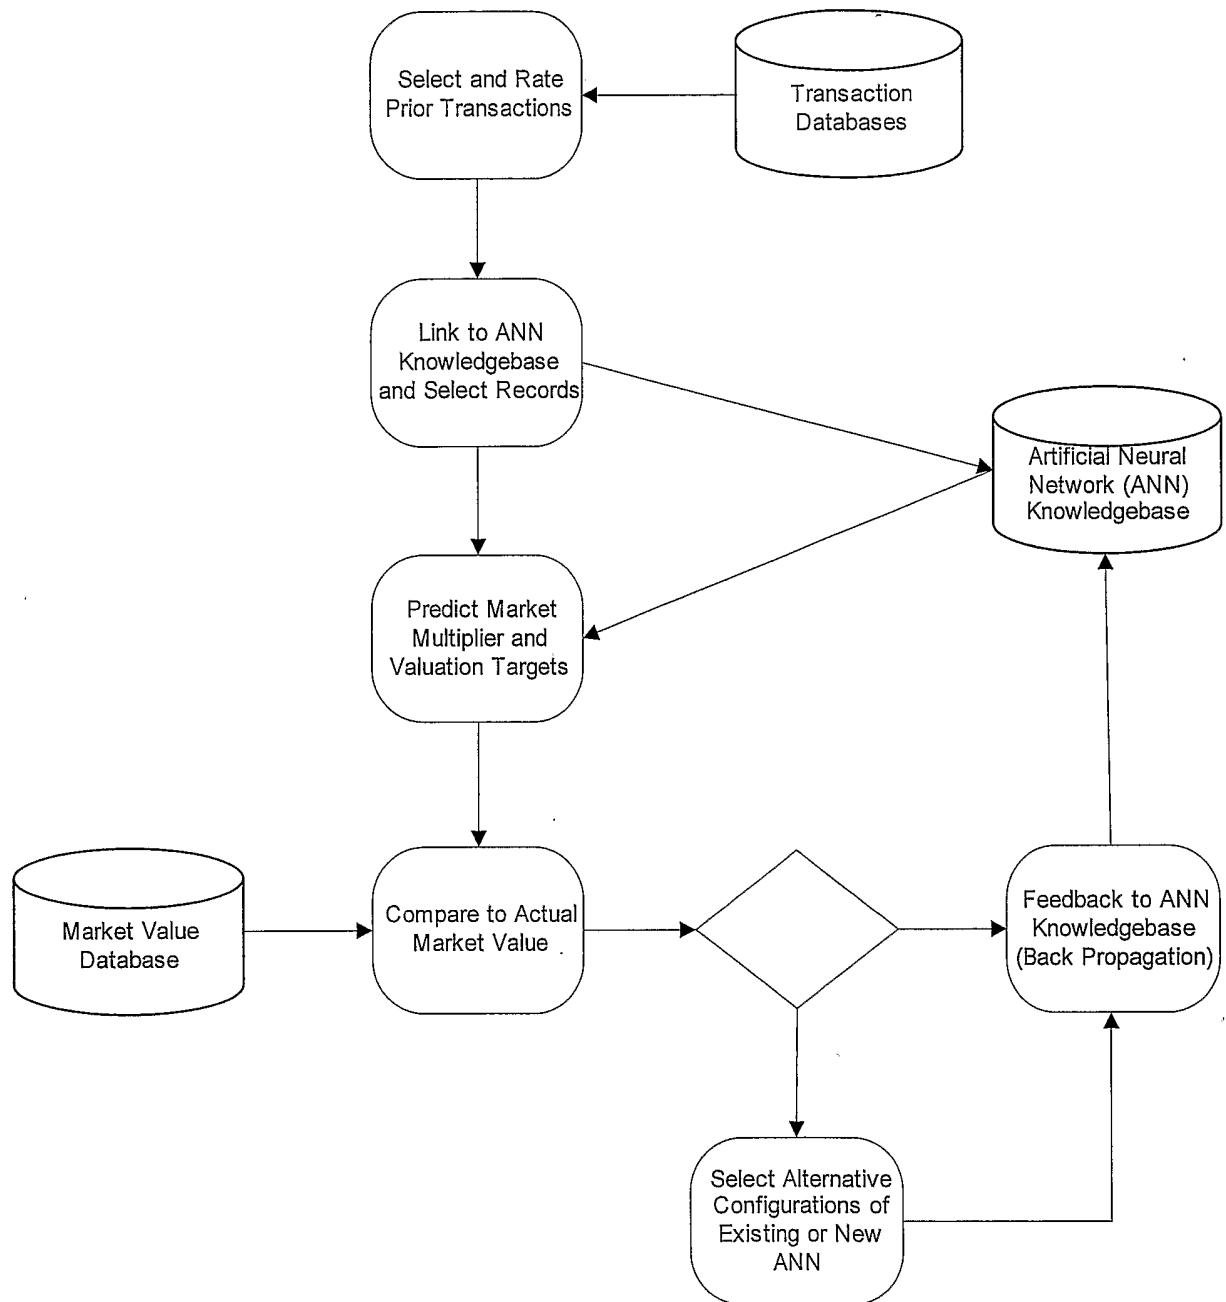 Select and Rate
Prior Transactions
Transaction
Databases
Link to ANN
Knowledgebase
and Select Records
Artificial Neural
Network (ANN)
Knowledgebase
Predict Market
Multiplier and
Valuation Targets
Market Value
Database
Compare to Actual
Market Value
Feedback to ANN
Knowledgebase
(Back Propagation)
Select Alternative
Configurations of
Existing or New
ANN